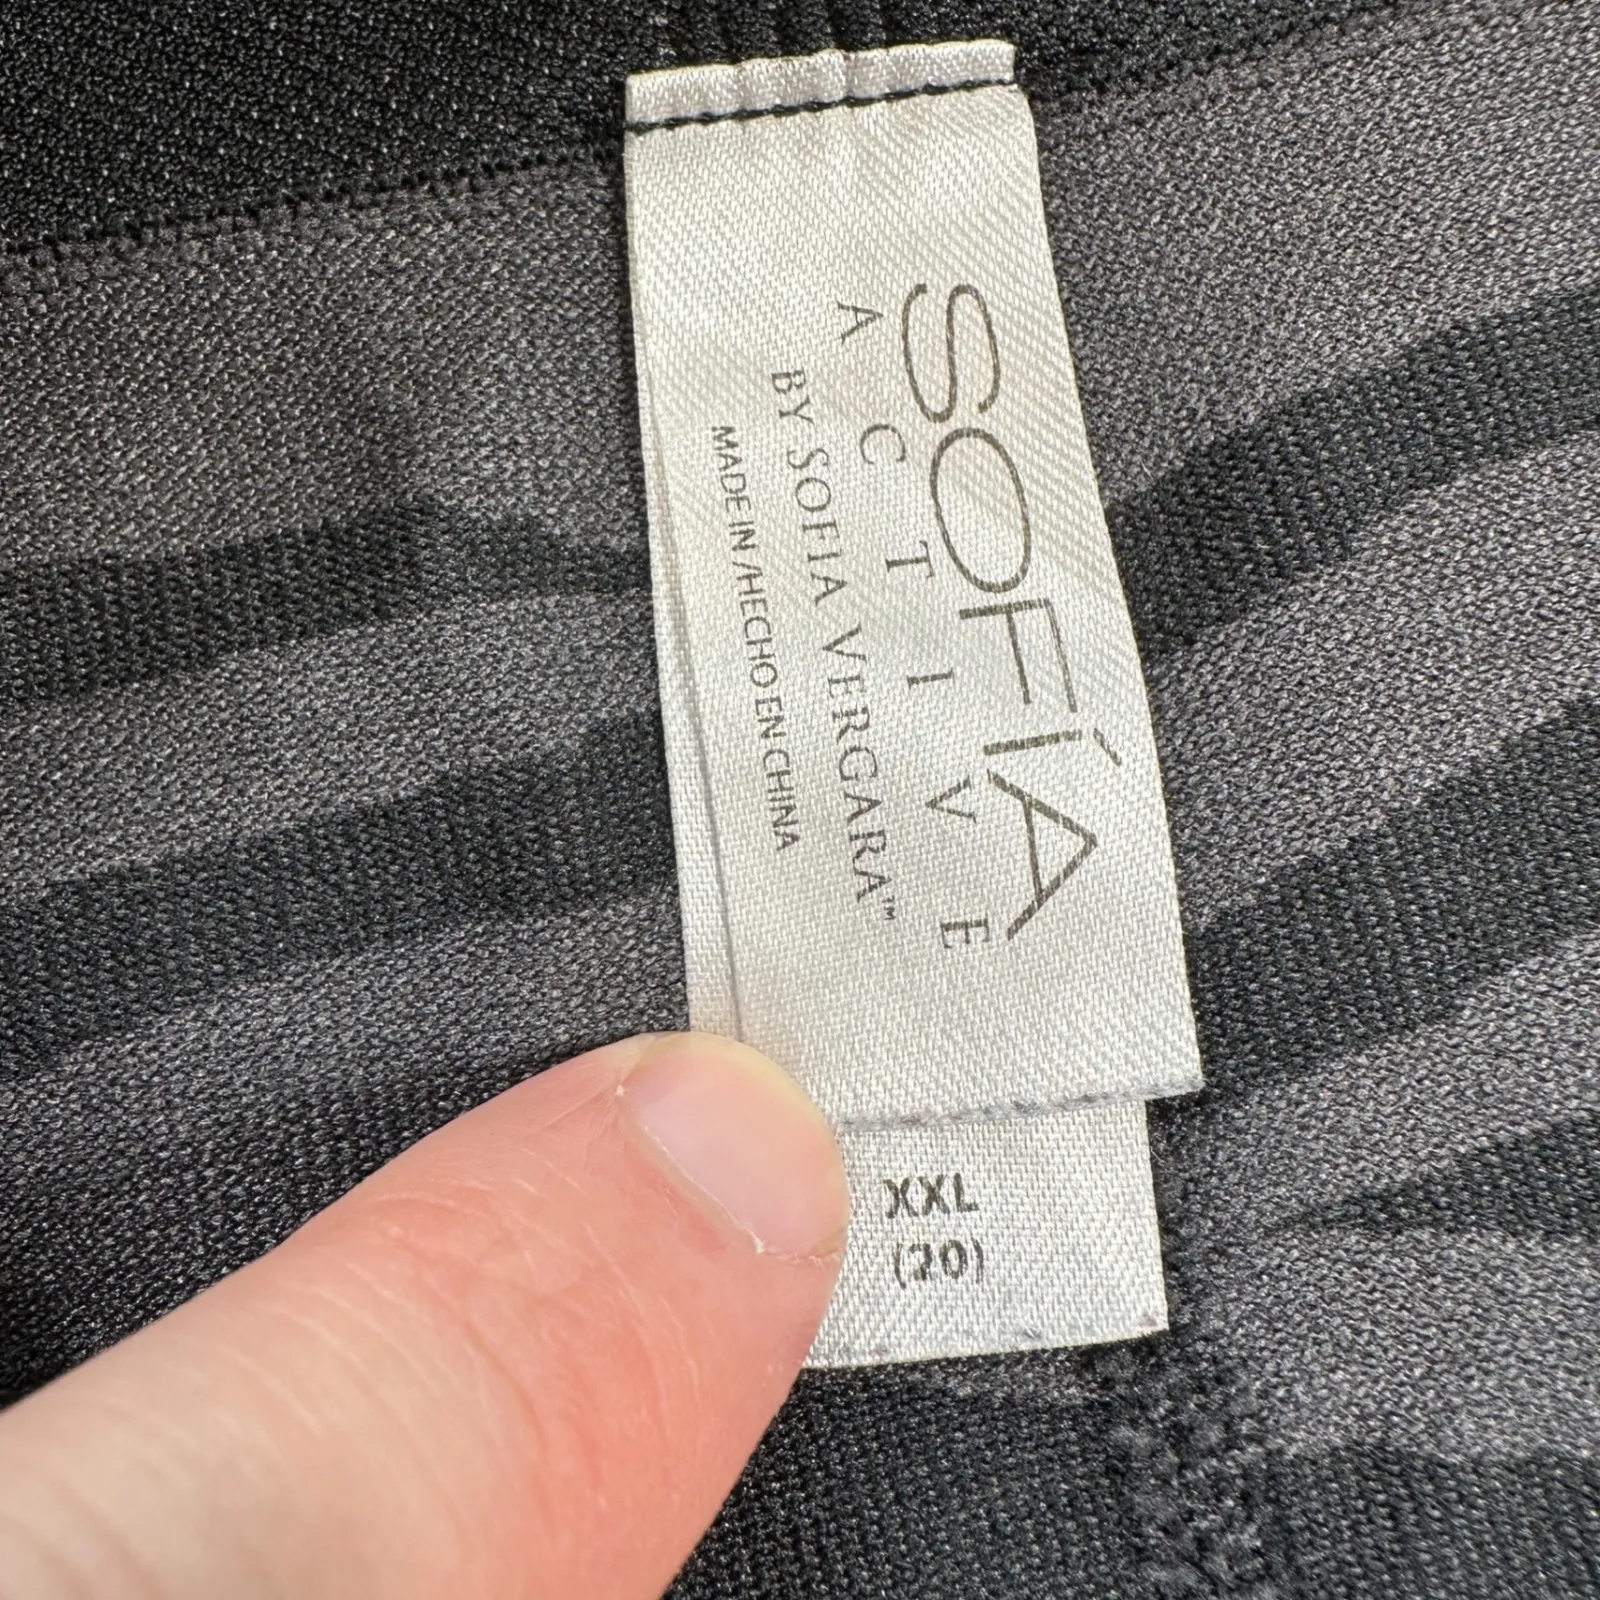 SOFÍA
ACTIVE
BY SOFIA VERGARA™
MADE IN /HECHO EN CHINA
XXL
(20)